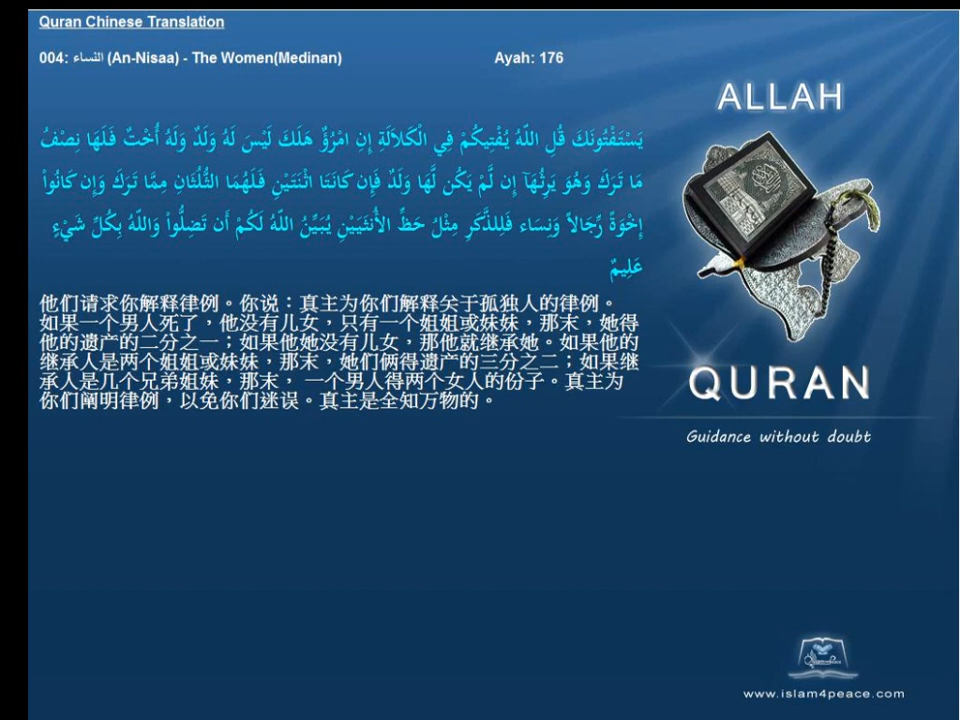 Quran Chinese Translation
004: النساء (An-Nisaa) - The Women(Medinan) Ayah: 176
ALLAH
يَسْتَفْتُونَكَ قُلِ اللّهُ يُفْتِيكُمْ فِي الْكَلاَلَةِ إِنِ امْرُؤٌ هَلَكَ لَيْسَ لَهُ وَلَدٌ وَلَهُ أُخْتٌ فَلَهَا نِصْفُ
مَا تَرَكَ وَهُوَ يَرِثُهَآ إِن لَّمْ يَكُن لَّهَا وَلَدٌ فَإِن كَانَتَا اثْنَتَيْنِ فَلَهُمَا الثُّلُثَانِ مِمَّا تَرَكَ وَإِن كَانُواْ
إِخْوَةً رِّجَالاً وَنِسَاء فَلِلذَّكَرِ مِثْلُ حَظِّ الأُنثَيَيْنِ يُبَيِّنُ اللّهُ لَكُمْ أَن تَضِلُّواْ وَاللّهُ بِكُلِّ شَيْءٍ
عَلِيمٌ
他们请求你解释律例。你说：真主为你们解释关于孤独人的律例。
如果一个男人死了，他没有儿女，只有一个姐姐或妹妹，那末，她得
他的遗产的二分之一；如果他她没有儿女，那他就继承她。如果他的
继承人是两个姐姐或妹妹，那末，她们俩得遗产的三分之二；如果继
承人是几个兄弟姐妹，那末， 一个男人得两个女人的份子。真主为
你们阐明律例，以免你们迷误。真主是全知万物的。
QURAN
Guidance without doubt
www.islam4peace.com